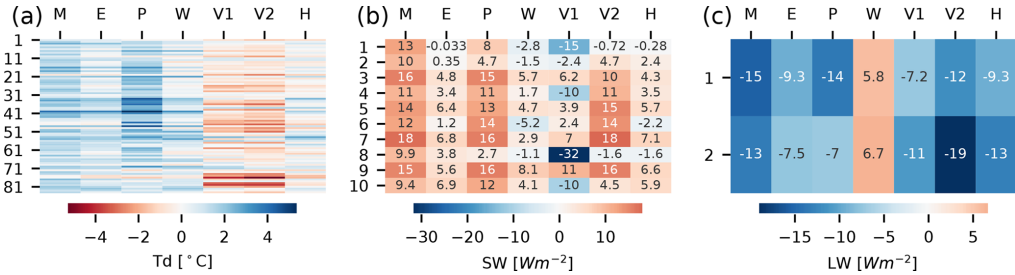 (a) M E P W V1 V2 H
1
11
21
31
41
51
61
71
81
−4 −2 0 2 4
Td [°C]
(b) M E P W V1 V2 H
1 13 -0.033 8 -2.8 -15 -0.72 -0.28
2 10 0.35 4.7 -1.5 -2.4 4.7 2.4
3 16 4.8 15 5.7 6.2 10 4.3
4 11 3.4 11 1.7 -10 11 3.5
5 14 6.4 13 4.7 3.9 15 5.7
6 12 1.2 14 -5.2 2.4 14 -2.2
7 18 6.8 16 2.9 7 18 7.1
8 9.9 3.8 2.7 -1.1 -32 -1.6 -1.6
9 15 5.6 16 8.1 11 16 6.6
10 9.4 6.9 12 4.1 -10 4.5 5.9
−30 −20 −10 0 10
SW [Wm⁻²]
(c) M E P W V1 V2 H
1 -15 -9.3 -14 5.8 -7.2 -12 -9.3
2 -13 -7.5 -7 6.7 -11 -19 -13
−15 −10 −5 0 5
LW [Wm⁻²]